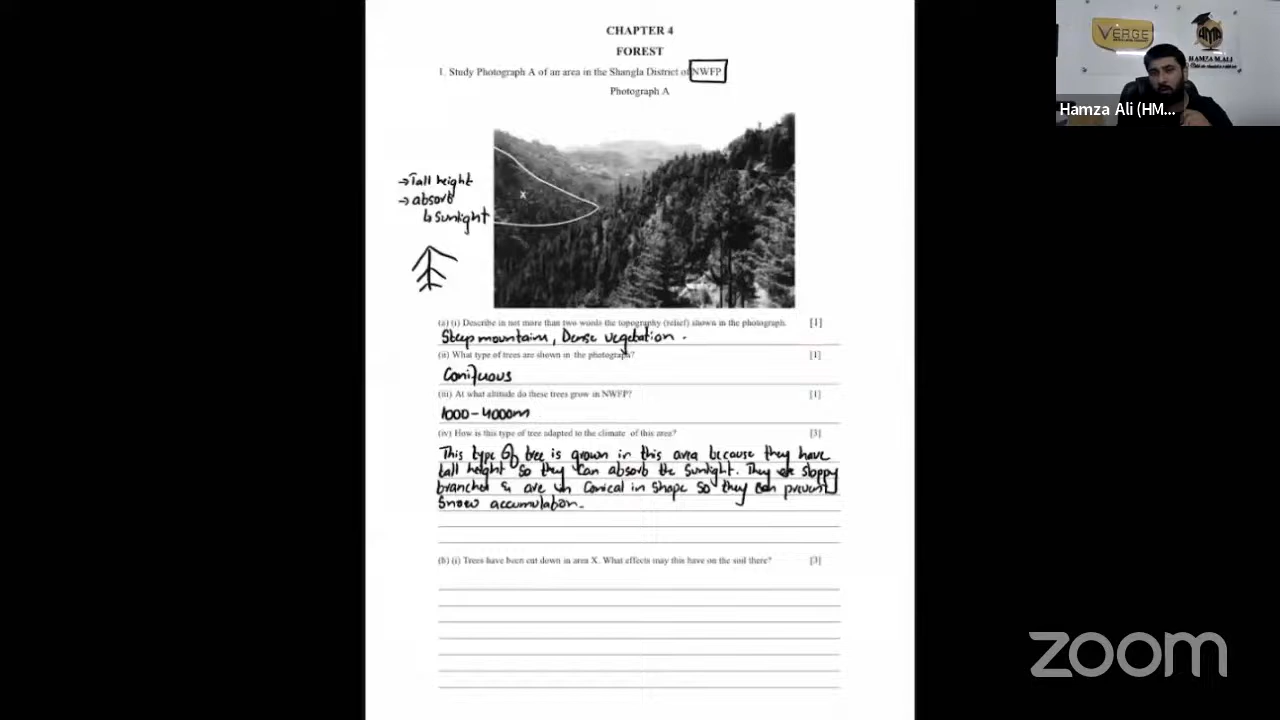 CHAPTER 4
FOREST
1. Study Photograph A of an area in the Shangla District of NWFP
Photograph A
VERGE
HMA
HAMZA M.ALI
Hamza Ali (HM...
→ Tall height
→ absorb
↳ Sunlight
X
(a) (i) Describe in not more than two words the topography (relief) shown in the photograph. [1]
Steep mountains, Dense vegetation.
(ii) What type of trees are shown in the photograph? [1]
Conifuous
(iii) At what altitude do these trees grow in NWFP? [1]
1000-4000m
(iv) How is this type of tree adapted to the climate of this area? [3]
This type of tree is grown in this area because they have
tall height so they can absorb the sunlight. They sloppy
branches & are in Conical in shape so they can prevent
snow accumulation.
(b) (i) Trees have been cut down in area X. What effects may this have on the soil there? [3]
zoom